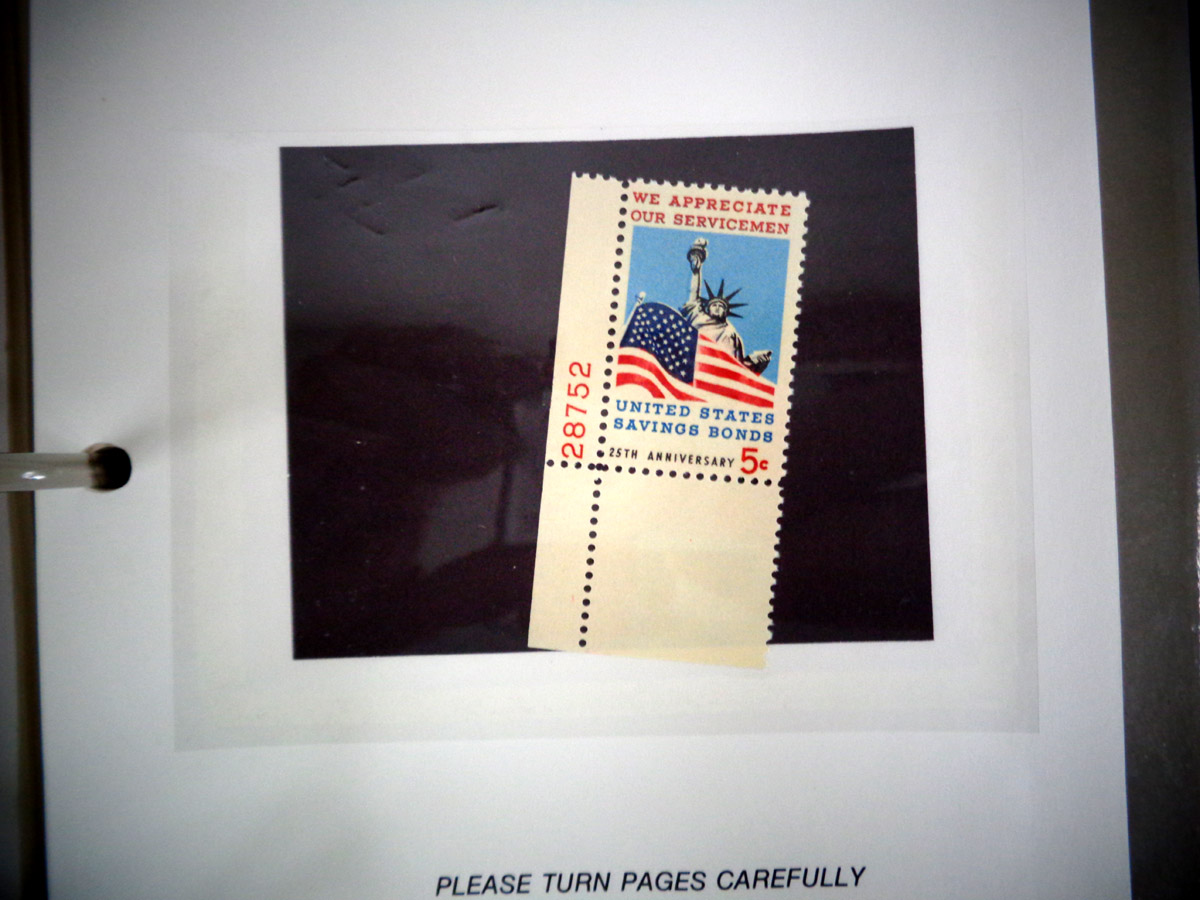 WE APPRECIATE
OUR SERVICEMEN
28752
UNITED STATES
SAVINGS BONDS
25TH ANNIVERSARY 5c
PLEASE TURN PAGES CAREFULLY